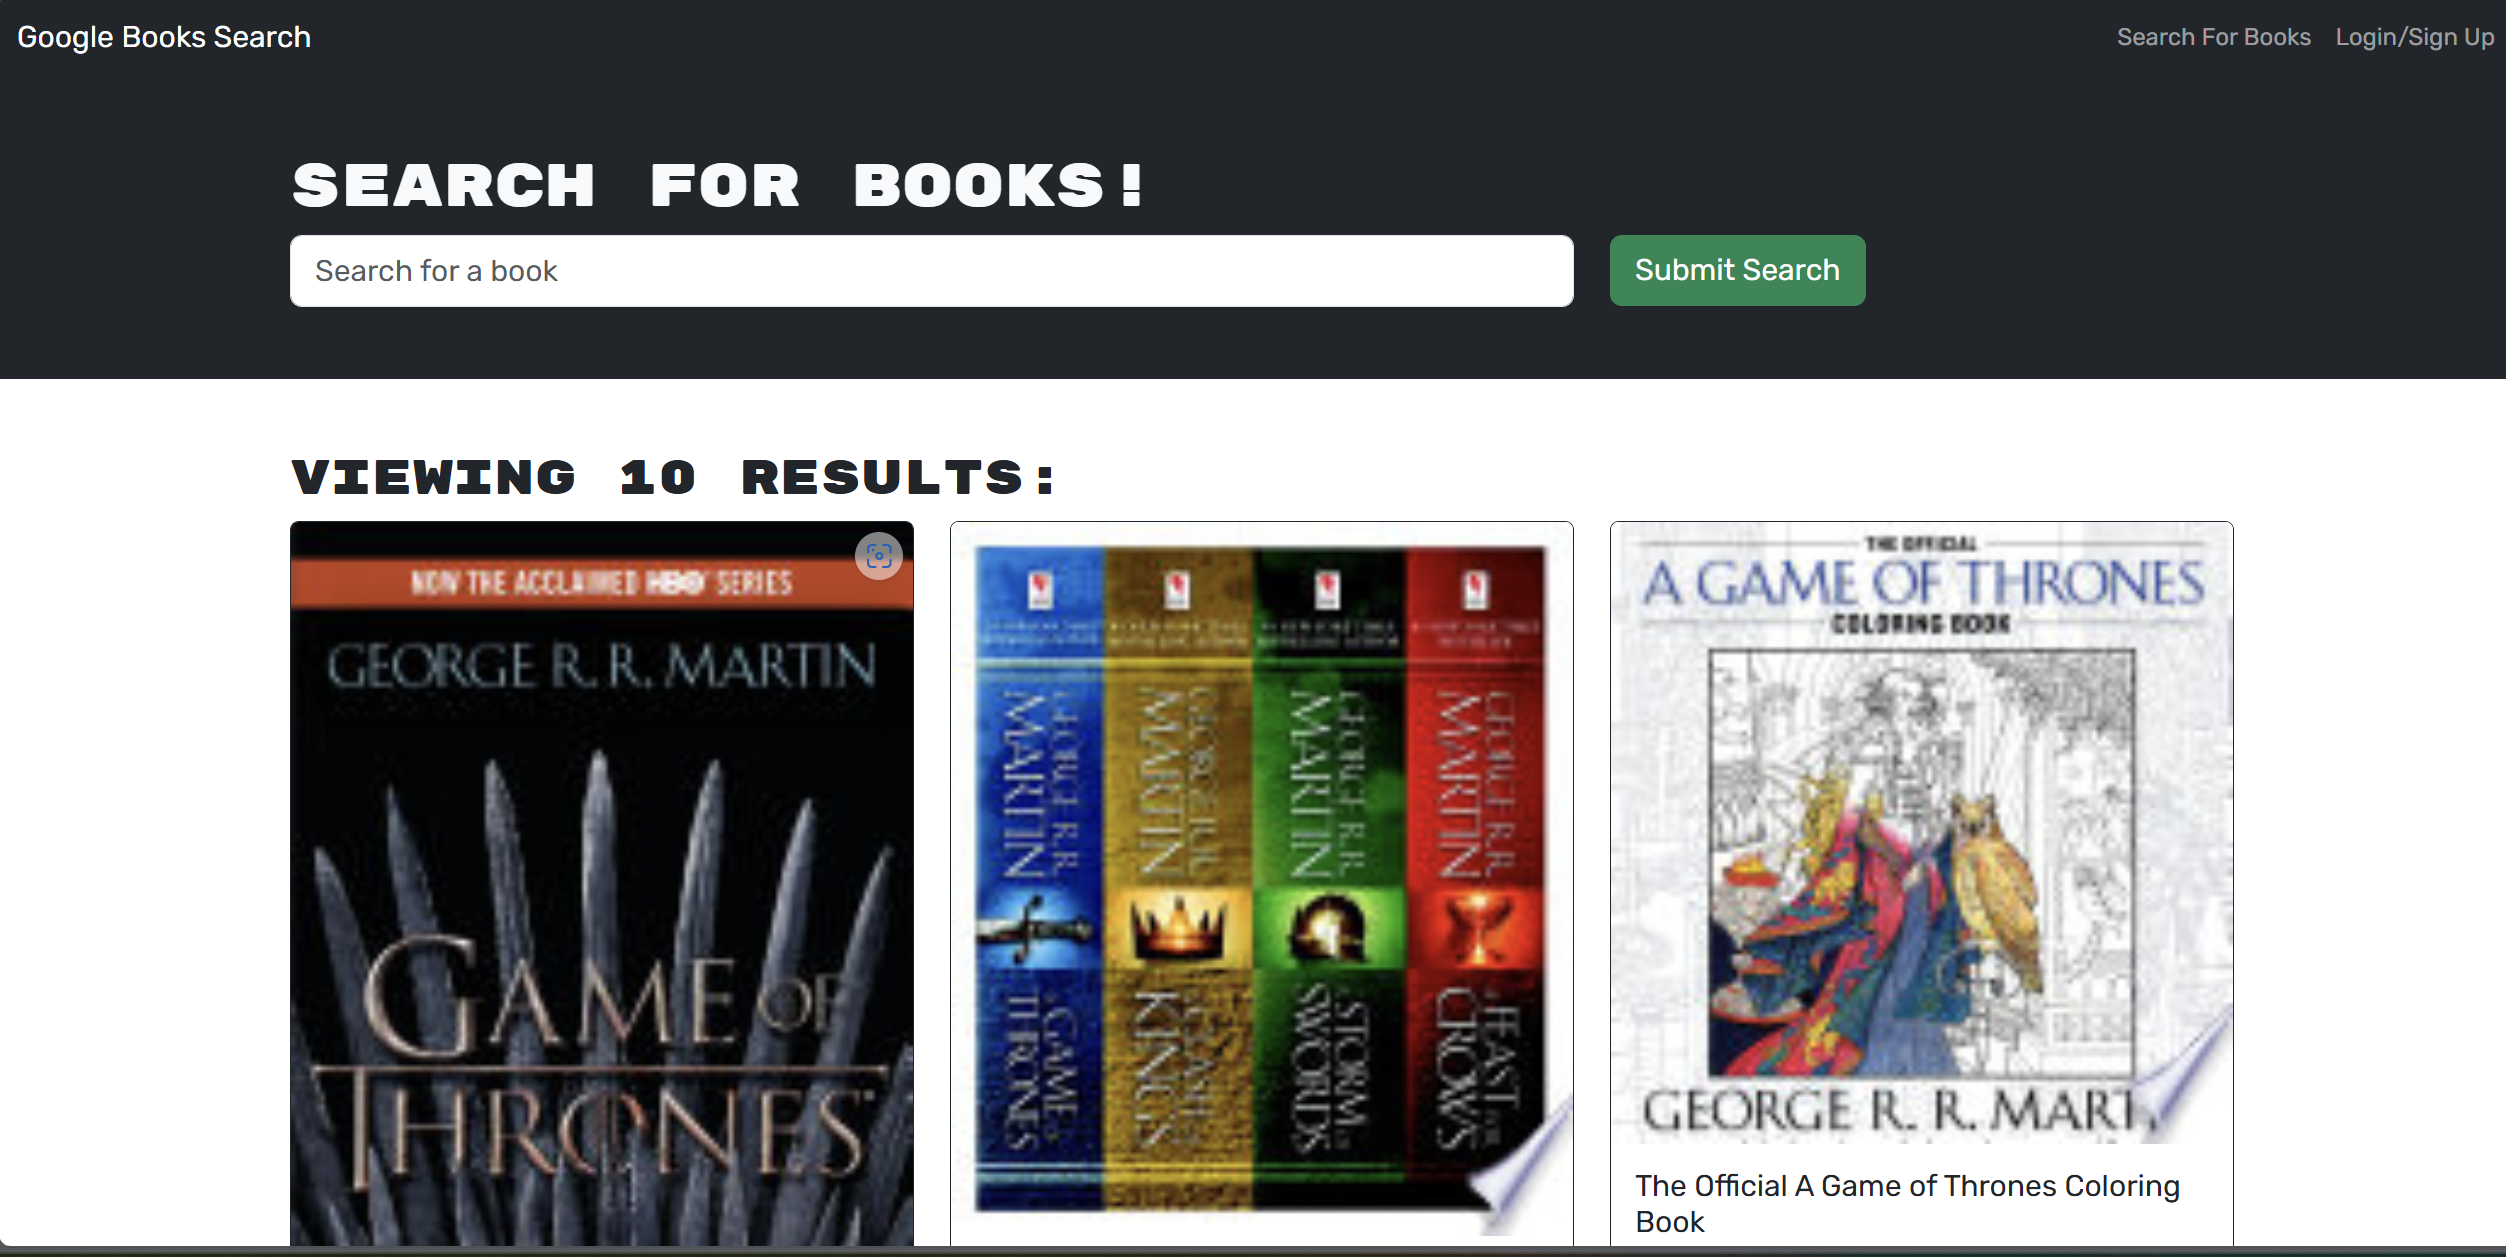 Google Books Search
Search For Books
Login/Sign Up
SEARCH FOR BOOKS!
Search for a book
Submit Search
VIEWING 10 RESULTS:
NOW THE ACCLAIMED HBO SERIES
GEORGE R. R. MARTIN
GAME OF
THRONES
GEORGE R.R.
MARTIN
A GAME OF
THRONES
GEORGE R.R.
MARTIN
A CLASH OF
KINGS
GEORGE R.R.
MARTIN
A STORM OF
SWORDS
GEORGE R.R.
MARTIN
A FEAST FOR
CROWS
THE OFFICIAL
A GAME OF THRONES
COLORING BOOK
GEORGE R. R. MARTI
The Official A Game of Thrones Coloring
Book